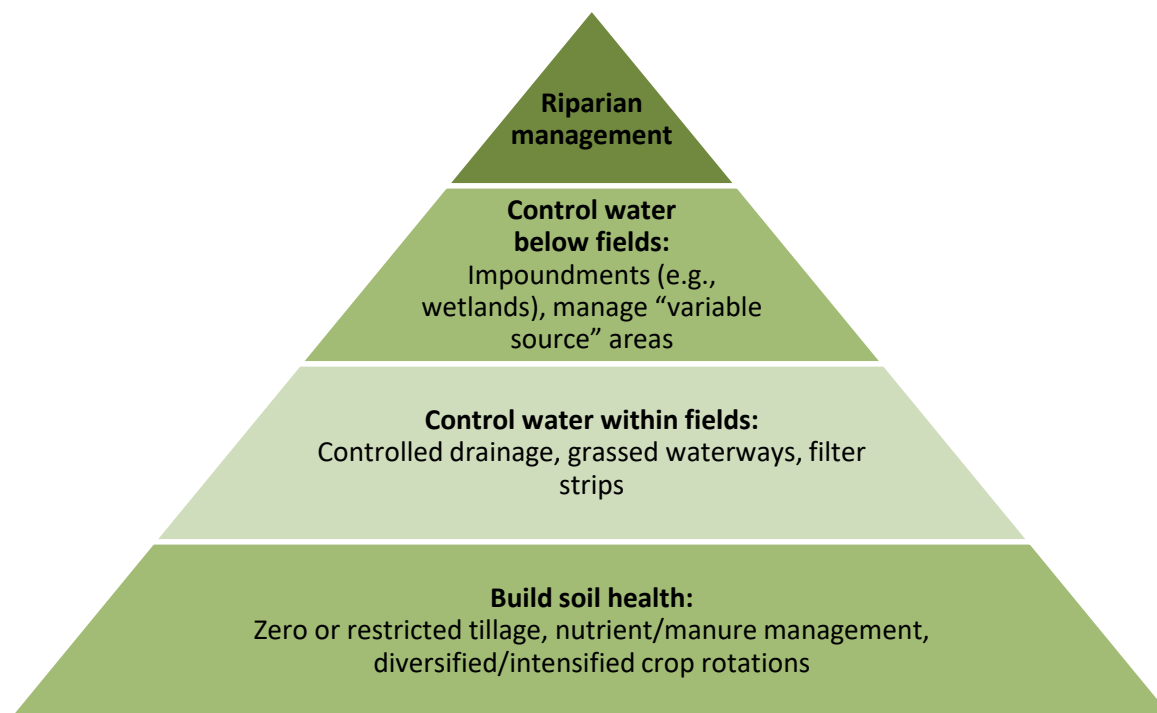 Riparian
management
Control water
below fields:
Impoundments (e.g.,
wetlands), manage “variable
source” areas
Control water within fields:
Controlled drainage, grassed waterways, filter
strips
Build soil health:
Zero or restricted tillage, nutrient/manure management,
diversified/intensified crop rotations